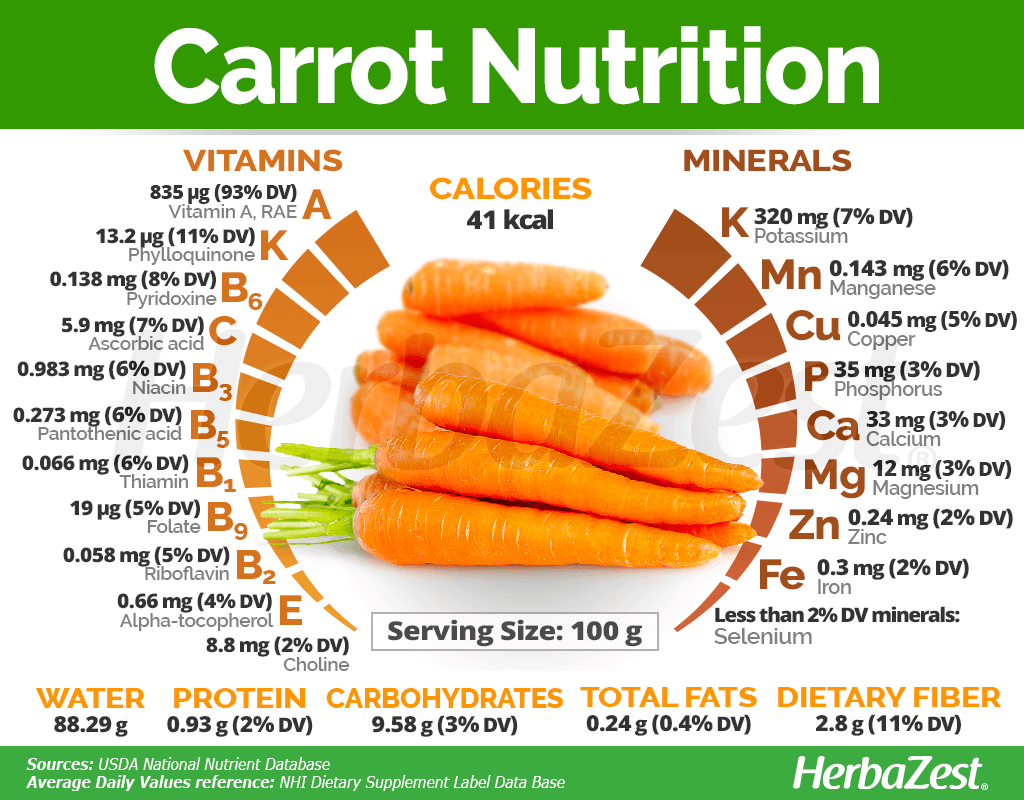 Carrot Nutrition
VITAMINS
835 µg (93% DV)
Vitamin A, RAE
A
13.2 µg (11% DV)
Phylloquinone
K
0.138 mg (8% DV)
Pyridoxine
B6
5.9 mg (7% DV)
Ascorbic acid
C
0.983 mg (6% DV)
Niacin
B3
0.273 mg (6% DV)
Pantothenic acid
B5
0.066 mg (6% DV)
Thiamin
B1
19 µg (5% DV)
Folate
B9
0.058 mg (5% DV)
Riboflavin
B2
0.66 mg (4% DV)
Alpha-tocopherol
E
8.8 mg (2% DV)
Choline
CALORIES
41 kcal
MINERALS
K
320 mg (7% DV)
Potassium
Mn
0.143 mg (6% DV)
Manganese
Cu
0.045 mg (5% DV)
Copper
P
35 mg (3% DV)
Phosphorus
Ca
33 mg (3% DV)
Calcium
Mg
12 mg (3% DV)
Magnesium
Zn
0.24 mg (2% DV)
Zinc
Fe
0.3 mg (2% DV)
Iron
Less than 2% DV minerals:
Selenium
HerbaZest®
Serving Size: 100 g
WATER
88.29 g
PROTEIN
0.93 g (2% DV)
CARBOHYDRATES
9.58 g (3% DV)
TOTAL FATS
0.24 g (0.4% DV)
DIETARY FIBER
2.8 g (11% DV)
Sources: USDA National Nutrient Database
Average Daily Values reference: NHI Dietary Supplement Label Data Base
HerbaZest®